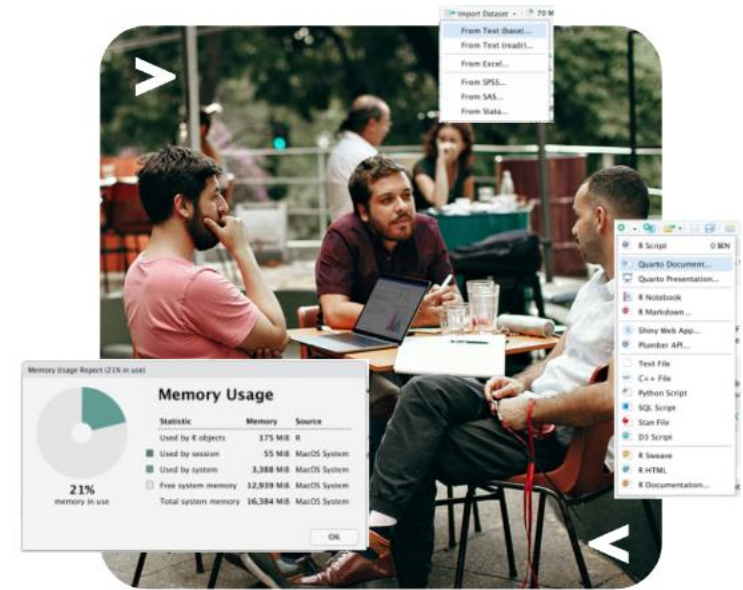 Import Dataset
70 M
From Text (base)...
From Text (readr)...
From Excel...
From SPSS...
From SAS...
From Stata...
R Script
Quarto Document...
Quarto Presentation...
R Notebook
R Markdown...
Shiny Web App...
Plumber API...
Text File
C++ File
Python Script
SQL Script
Stan File
D3 Script
R Sweave
R HTML
R Documentation...
Memory Usage Report (21% in use)
Memory Usage
Statistic Memory Source
Used by R objects 175 MiB R
Used by session 55 MiB MacOS System
Used by system 3,388 MiB MacOS System
Free system memory 12,939 MiB MacOS System
Total system memory 16,384 MiB MacOS System
21%
memory in use
OK